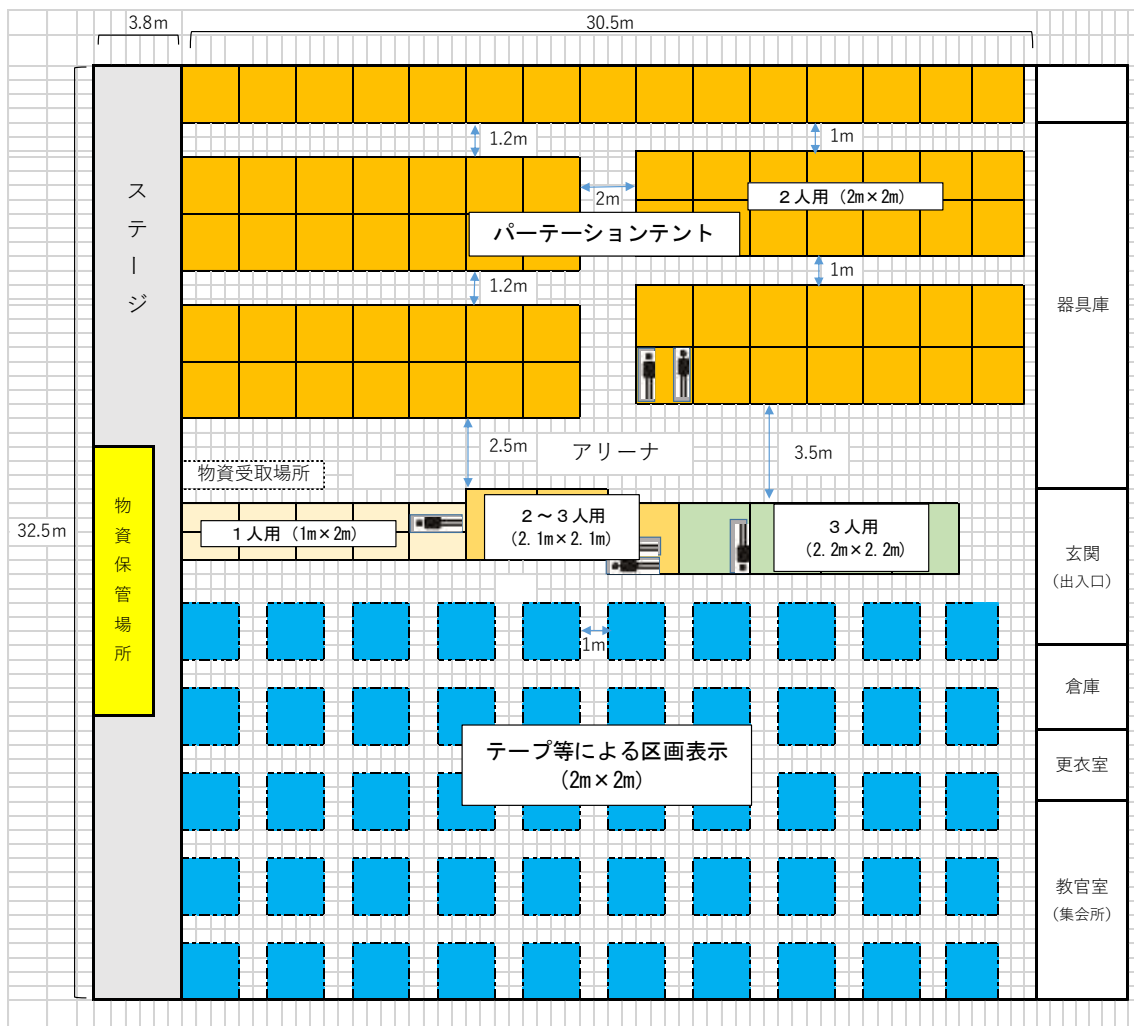 3.8m
30.5m
32.5m
ステージ
1.2m
1m
2m
2人用（2m×2m）
パーテーションテント
1.2m
1m
器具庫
2.5m
アリーナ
3.5m
物資受取場所
物資保管場所
1人用（1m×2m）
2～3人用
（2.1m×2.1m）
3人用
（2.2m×2.2m）
玄関
（出入口）
1m
倉庫
テープ等による区画表示
（2m×2m）
更衣室
教官室
（集会所）